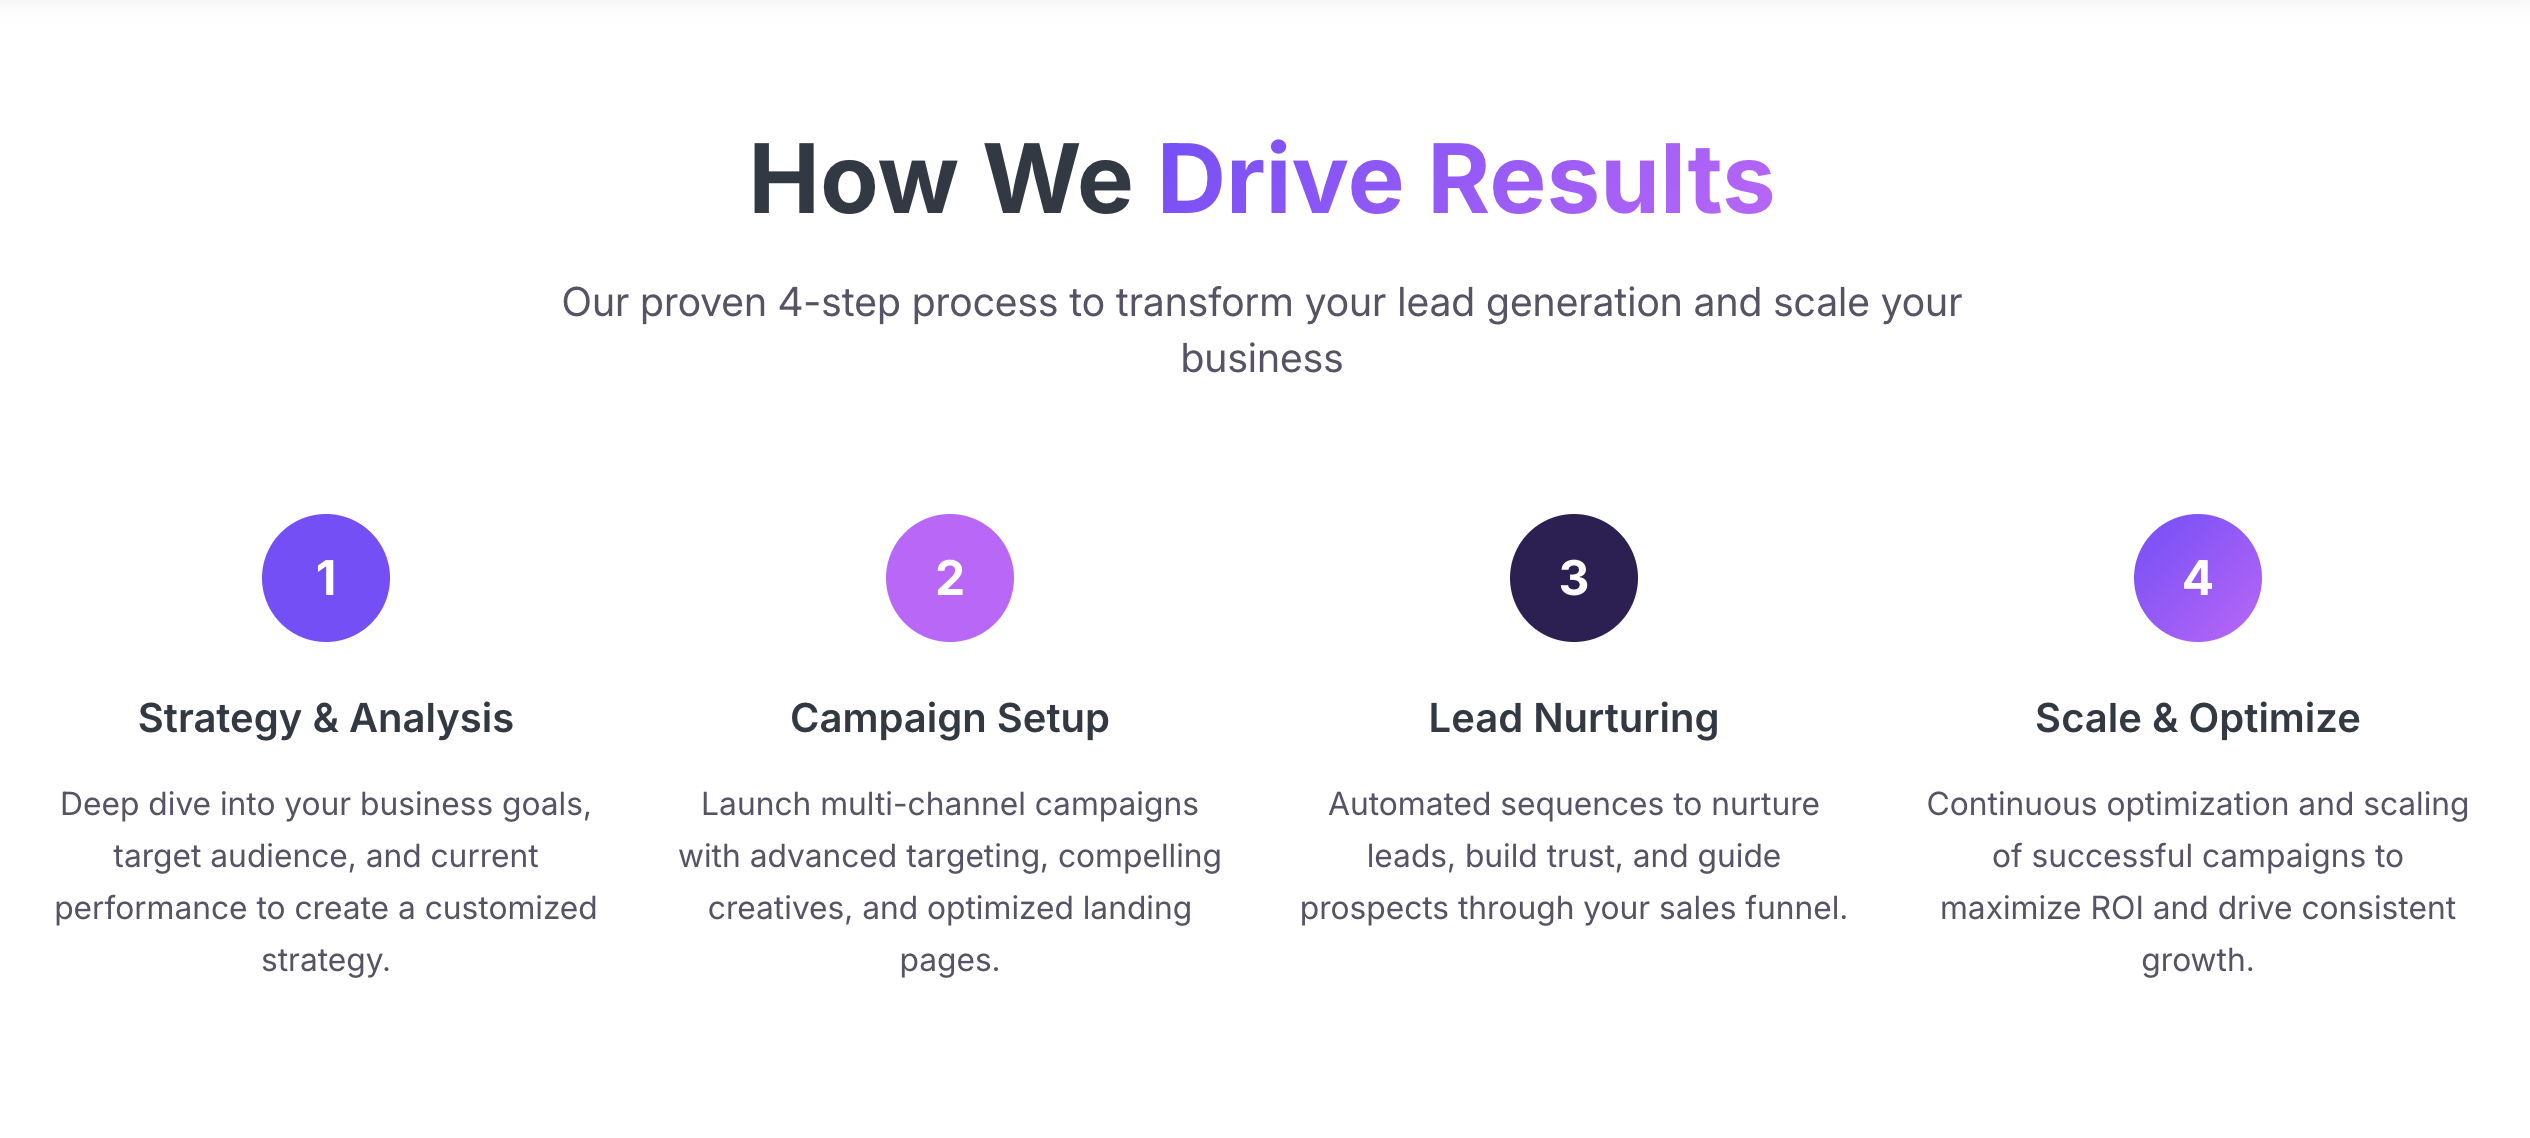 How We Drive Results
Our proven 4-step process to transform your lead generation and scale your
business
1
Strategy & Analysis
Deep dive into your business goals,
target audience, and current
performance to create a customized
strategy.
2
Campaign Setup
Launch multi-channel campaigns
with advanced targeting, compelling
creatives, and optimized landing
pages.
3
Lead Nurturing
Automated sequences to nurture
leads, build trust, and guide
prospects through your sales funnel.
4
Scale & Optimize
Continuous optimization and scaling
of successful campaigns to
maximize ROI and drive consistent
growth.